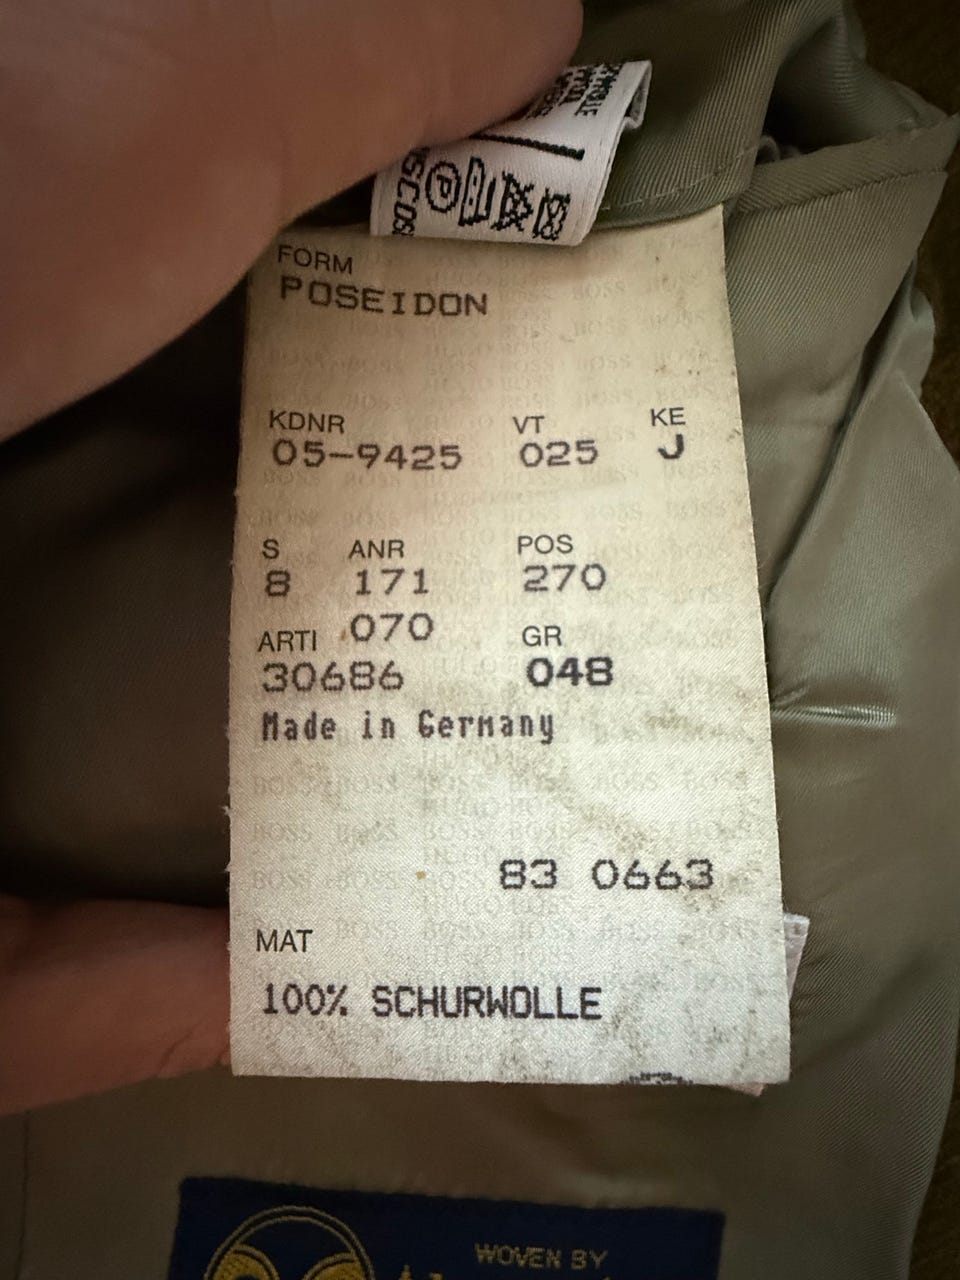 FORM
POSEIDON
KDNR VT KE
05-9425 025 J
S ANR POS
8 171 270
070
ARTI GR
30686 048
Made in Germany
83 0663
MAT
100% SCHURWOLLE
WOVEN BY